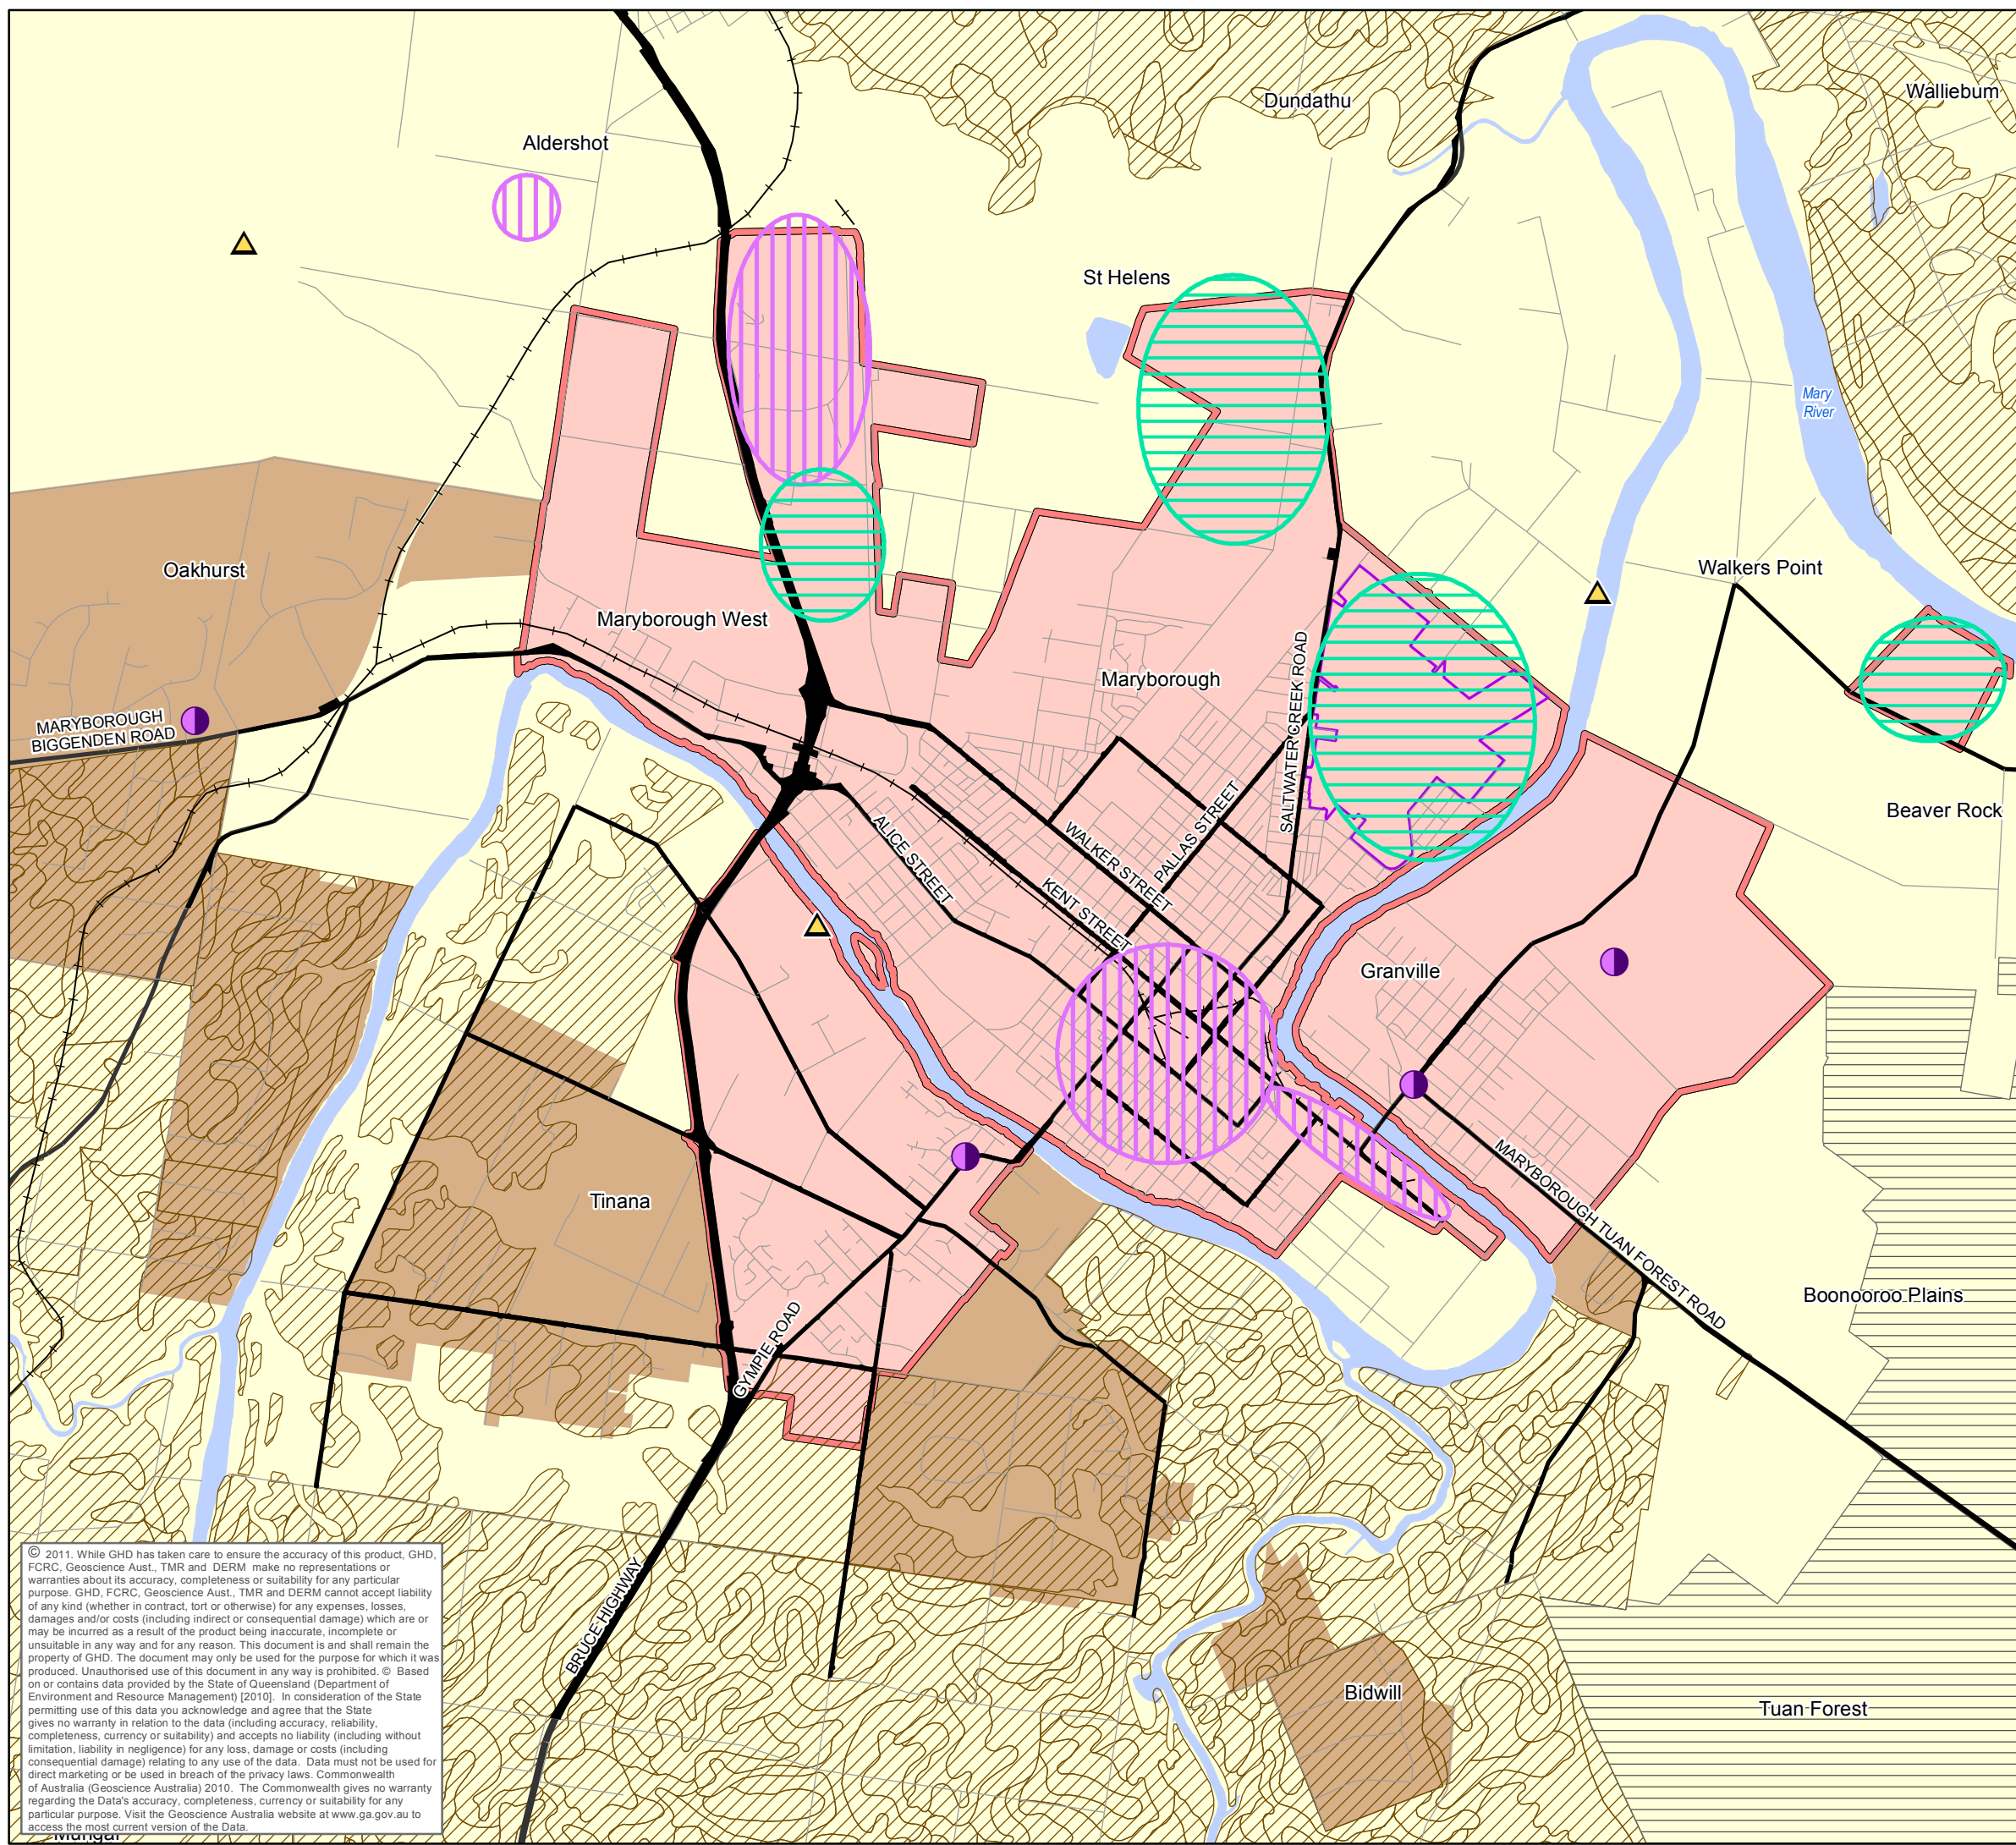 Dundathu
Walliebum
Aldershot
St Helens
Mary
River
Oakhurst
Walkers Point
Maryborough West
Maryborough
SALTWATER CREEK ROAD
MARYBOROUGH
BIGGENDEN ROAD
Beaver Rock
ALICE STREET
WALKER STREET
PALLAS STREET
KENT STREET
Granville
MARYBOROUGH TUAN FOREST ROAD
Tinana
Boonooroo Plains
GYMPIE ROAD
BRUCE HIGHWAY
Bidwill
Tuan Forest
© 2011. While GHD has taken care to ensure the accuracy of this product, GHD,
FCRC, Geoscience Aust., TMR and DERM make no representations or
warranties about its accuracy, completeness or suitability for any particular
purpose. GHD, FCRC, Geoscience Aust., TMR and DERM cannot accept liability
of any kind (whether in contract, tort or otherwise) for any expenses, losses,
damages and/or costs (including indirect or consequential damage) which are or
may be incurred as a result of the product being inaccurate, incomplete or
unsuitable in any way and for any reason. This document is and shall remain the
property of GHD. The document may only be used for the purpose for which it was
produced. Unauthorised use of this document in any way is prohibited. © Based
on or contains data provided by the State of Queensland (Department of
Environment and Resource Management) [2010]. In consideration of the State
permitting use of this data you acknowledge and agree that the State
gives no warranty in relation to the data (including accuracy, reliability,
completeness, currency or suitability) and accepts no liability (including without
limitation, liability in negligence) for any loss, damage or costs (including
consequential damage) relating to any use of the data. Data must not be used for
direct marketing or be used in breach of the privacy laws. Commonwealth
of Australia (Geoscience Australia) 2010. The Commonwealth gives no warranty
regarding the Data's accuracy, completeness, currency or suitability for any
particular purpose. Visit the Geoscience Australia website at www.ga.gov.au to
access the most current version of the Data.